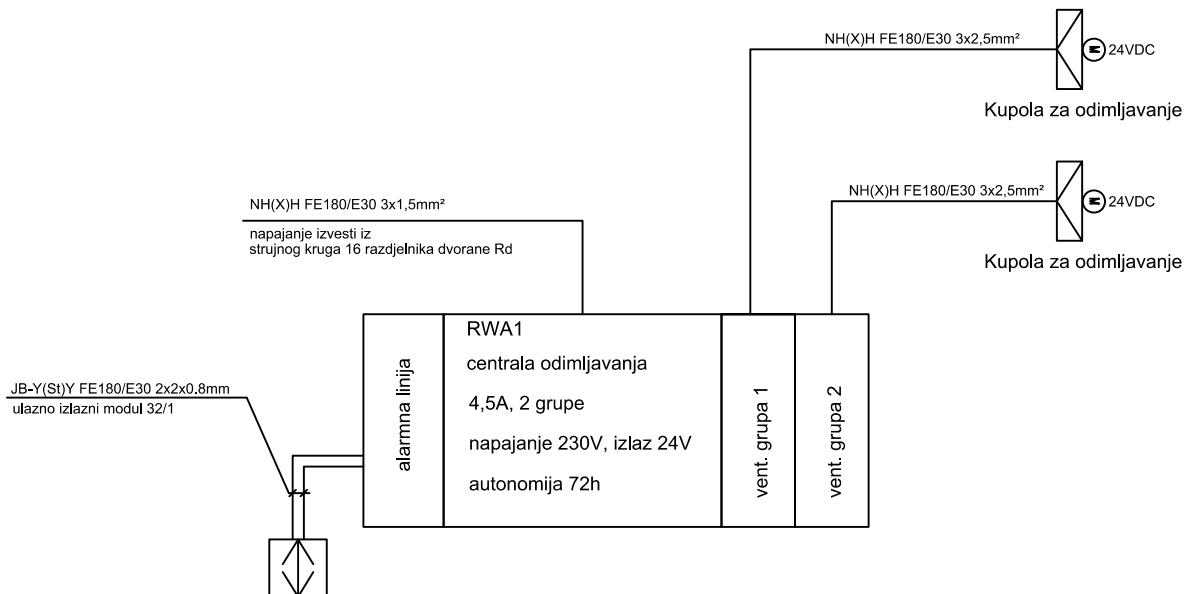 NH(X)H FE180/E30 3x2,5mm²
M
24VDC
Kupola za odimljavanje
NH(X)H FE180/E30 3x2,5mm²
M
24VDC
Kupola za odimljavanje
NH(X)H FE180/E30 3x1,5mm²
napajanje izvesti iz
strujnog kruga 16 razdjelnika dvorane Rd
JB-Y(St)Y FE180/E30 2x2x0.8mm
ulazno izlazni modul 32/1
alarmna linija
RWA1
centrala odimljavanja
4,5A, 2 grupe
napajanje 230V, izlaz 24V
autonomija 72h
vent. grupa 1
vent. grupa 2